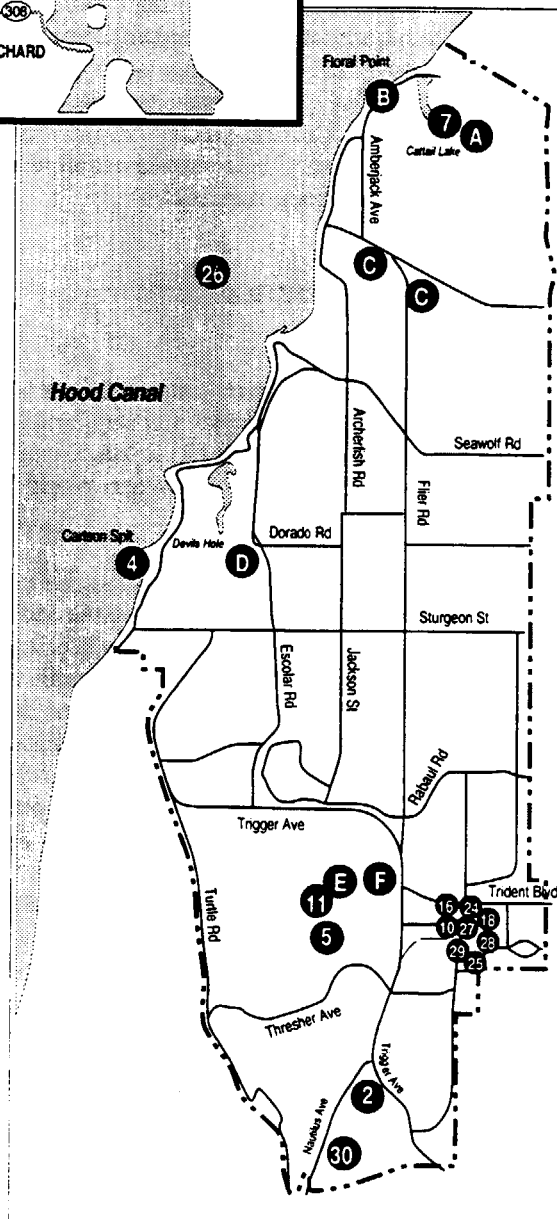 308
CHARD
Floral Point
B
7
A
Cattail Lake
Amberjack Ave
C
26
C
Hood Canal
Archerfish Rd
Flier Rd
Seawolf Rd
Carlson Spit
4
Devils Hole
D
Dorado Rd
Sturgeon St
Escolar Rd
Jackson St
Rabaul Rd
Trigger Ave
E
F
11
5
Trident Blvd
16
24
18
10
27
28
29
25
Turtle Rd
Thresher Ave
Trigger Ave
2
Nautilus Ave
30